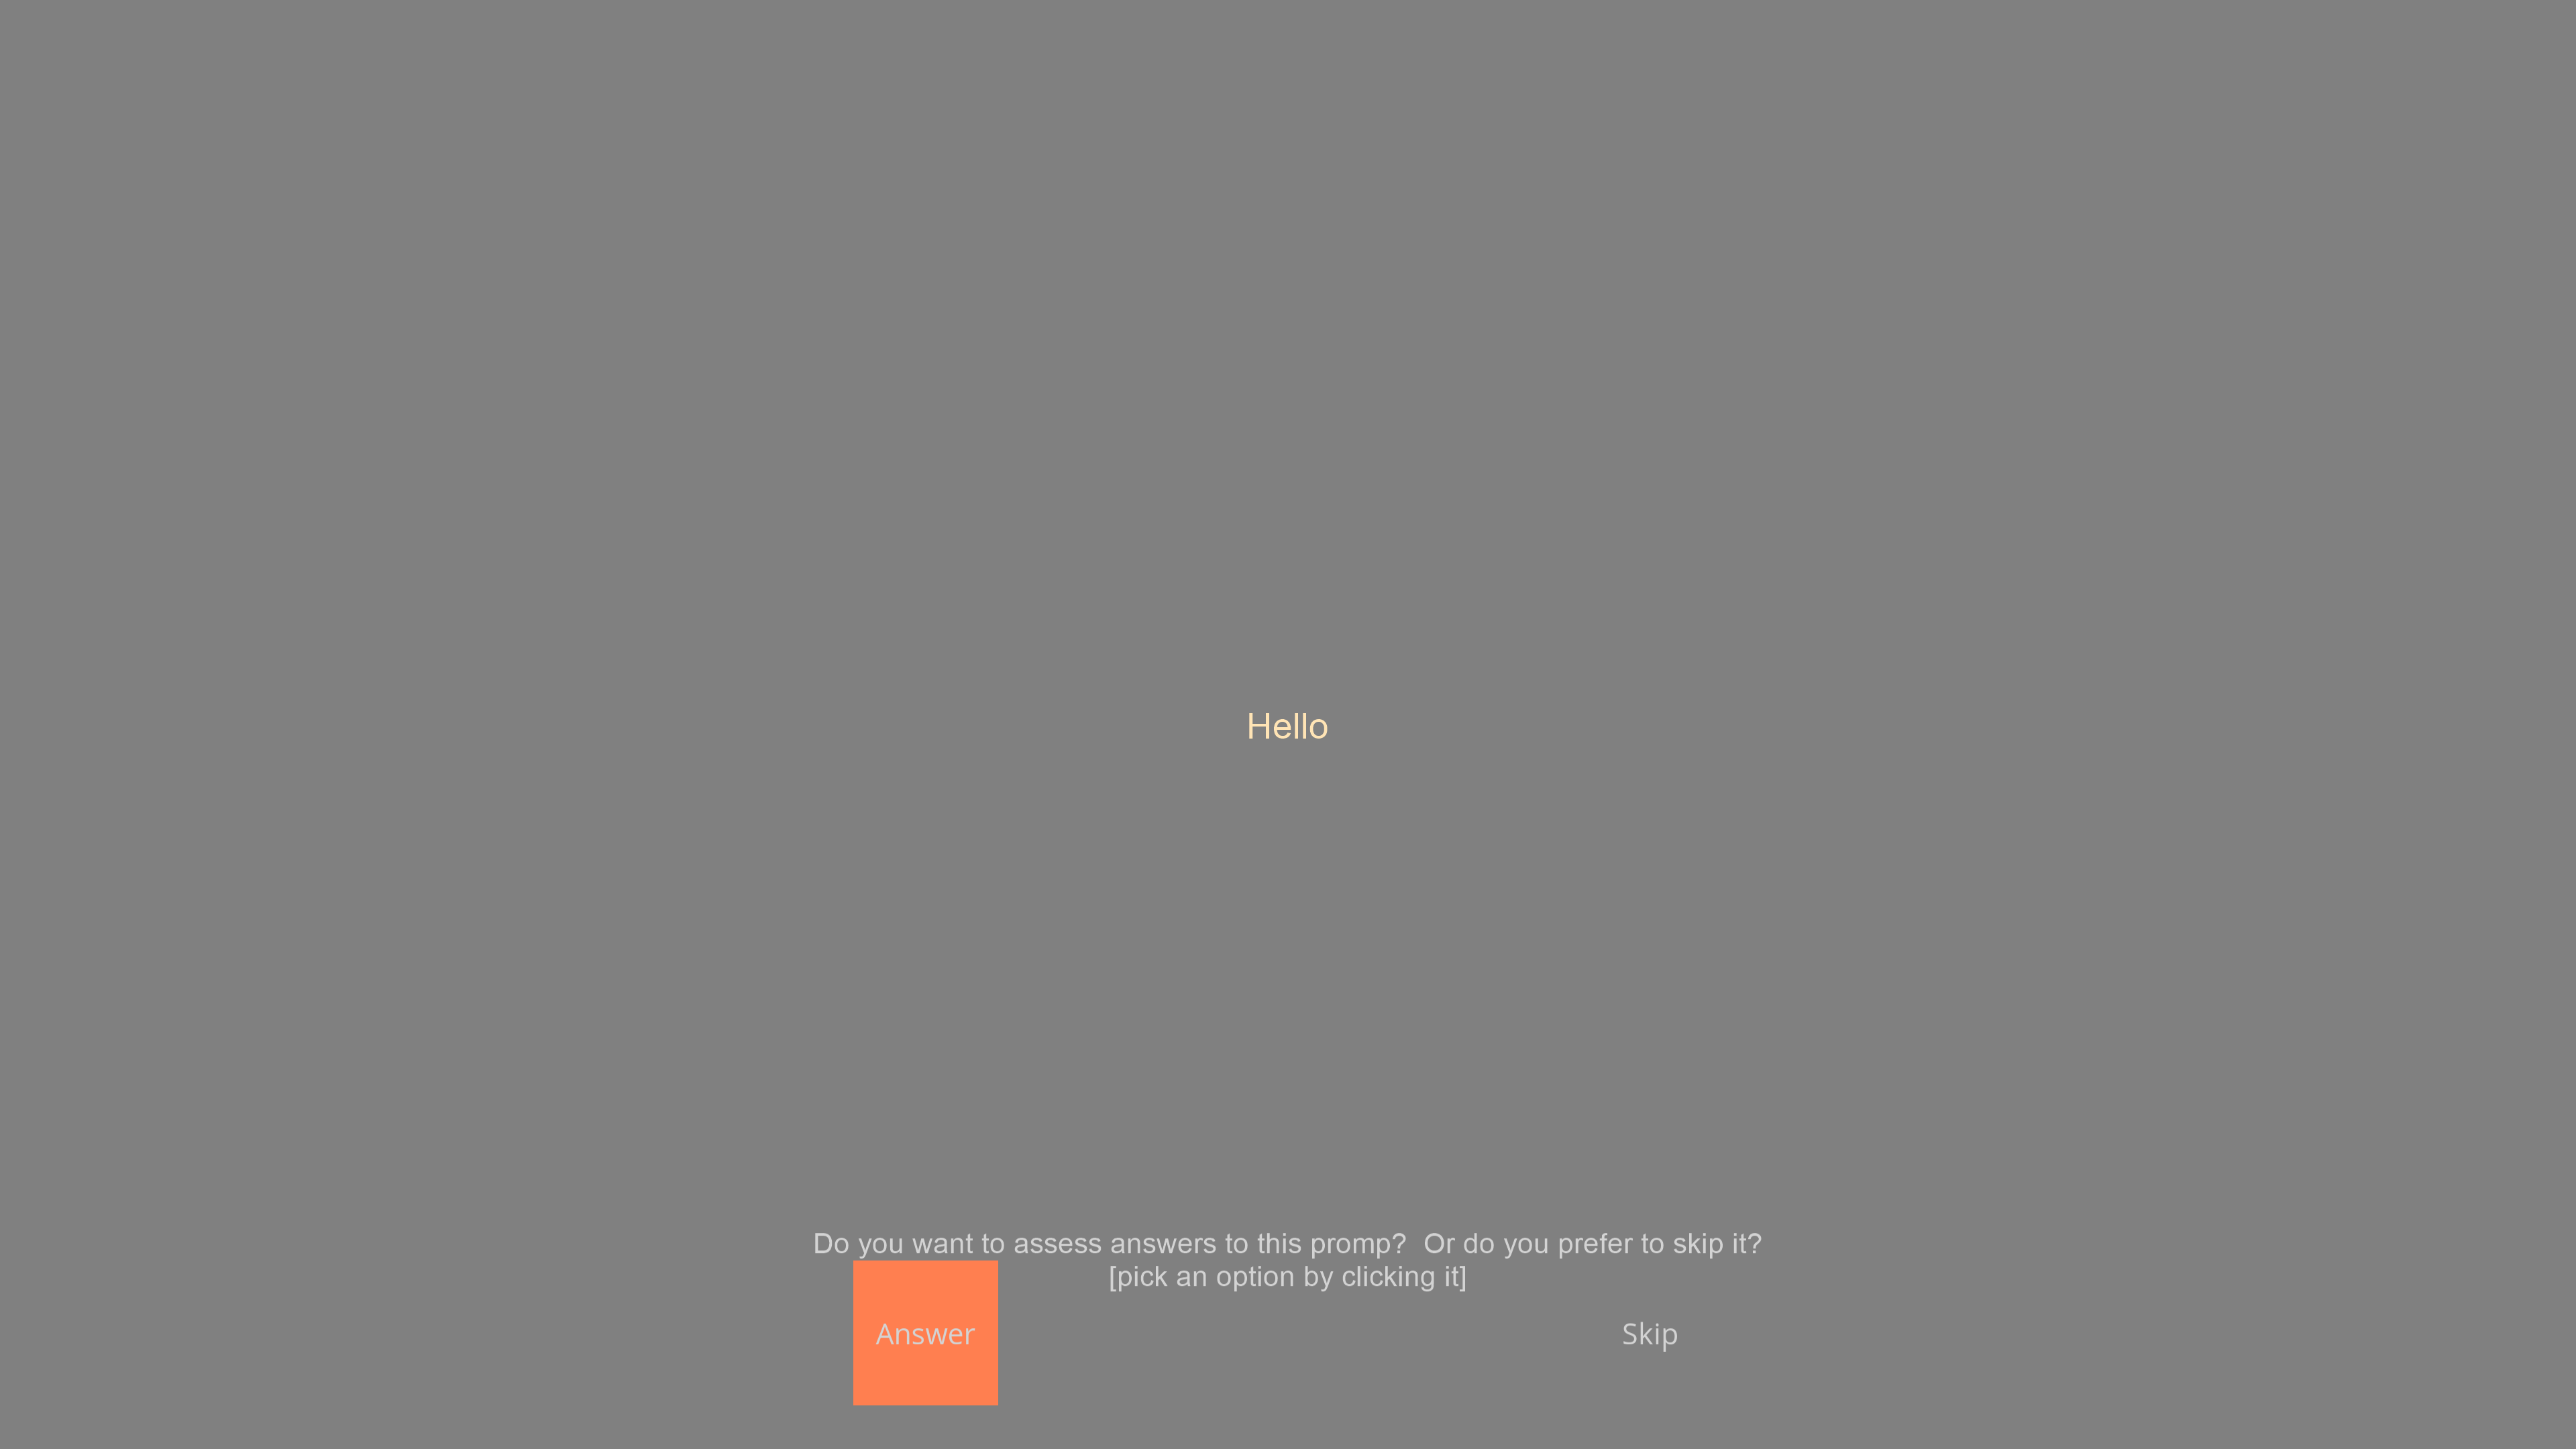 Hello
Do you want to assess answers to this promp?  Or do you prefer to skip it?
[pick an option by clicking it]
Answer
Skip